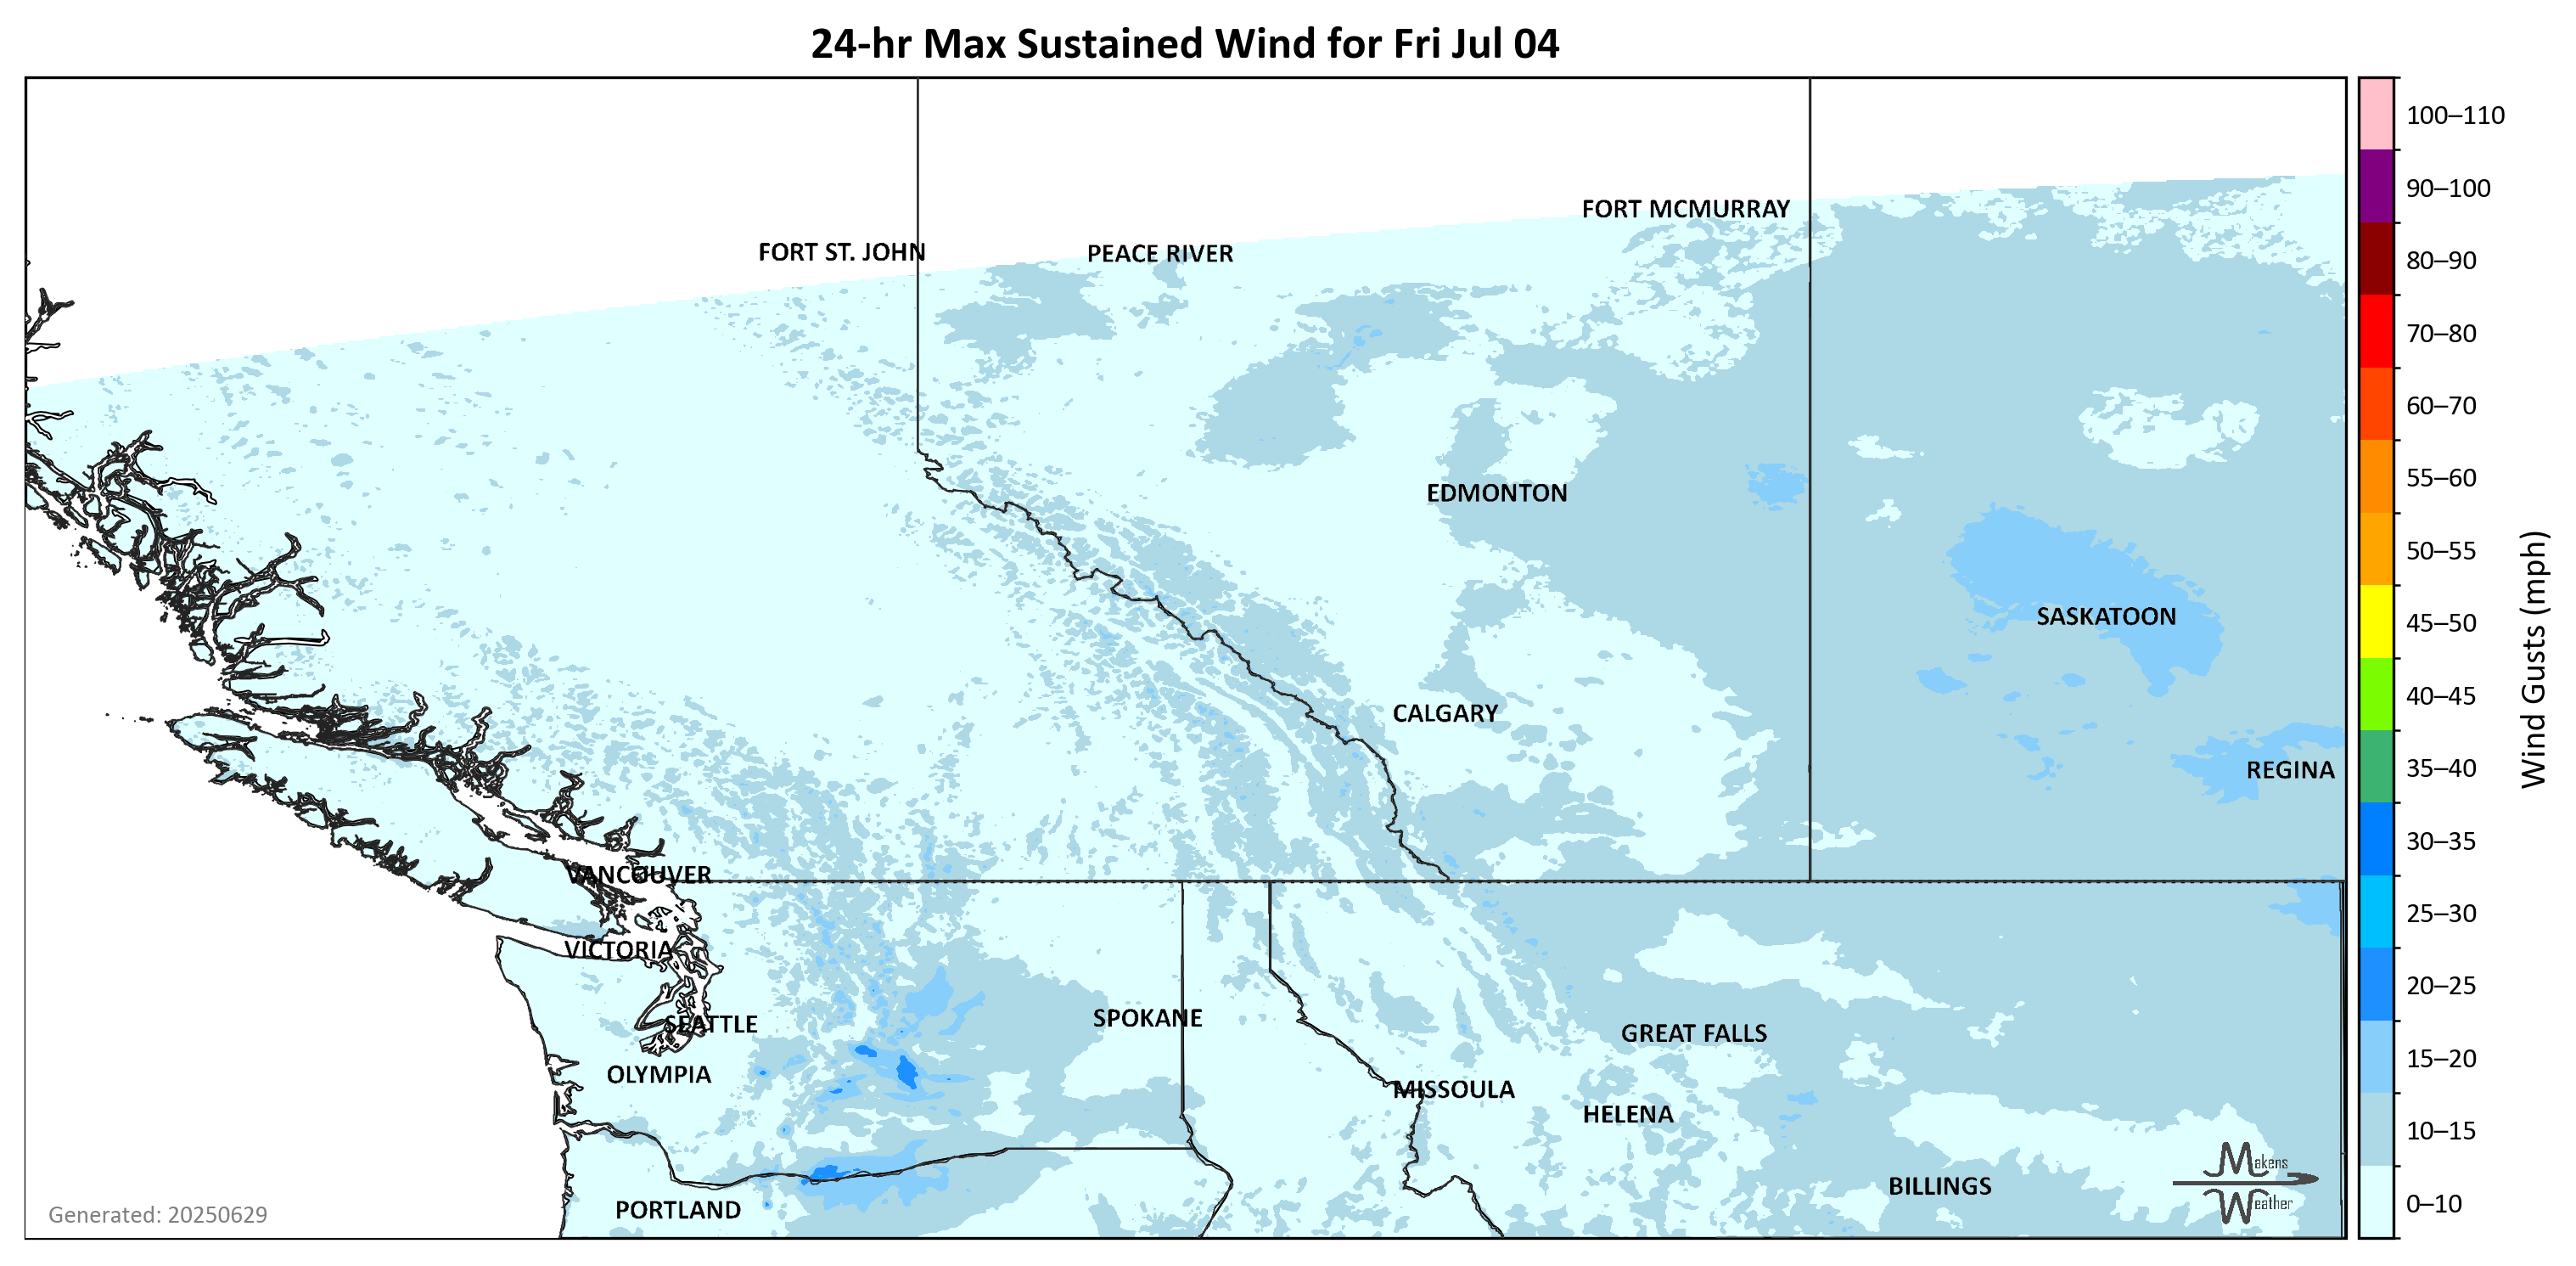 24-hr Max Sustained Wind for Fri Jul 04
100–110
90–100
80–90
70–80
60–70
55–60
50–55
45–50
40–45
35–40
30–35
25–30
20–25
15–20
10–15
0–10
Wind Gusts (mph)
FORT MCMURRAY
FORT ST. JOHN
PEACE RIVER
EDMONTON
SASKATOON
CALGARY
REGINA
VANCOUVER
VICTORIA
SEATTLE
SPOKANE
GREAT FALLS
OLYMPIA
MISSOULA
HELENA
BILLINGS
PORTLAND
Makens
Weather
Generated: 20250629